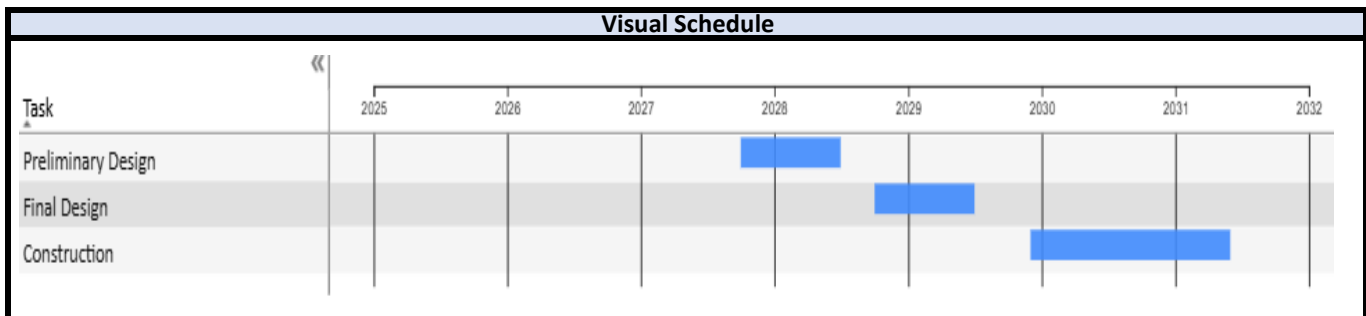 Visual Schedule
«
Task
2025 2026 2027 2028 2029 2030 2031 2032
Preliminary Design
Final Design
Construction